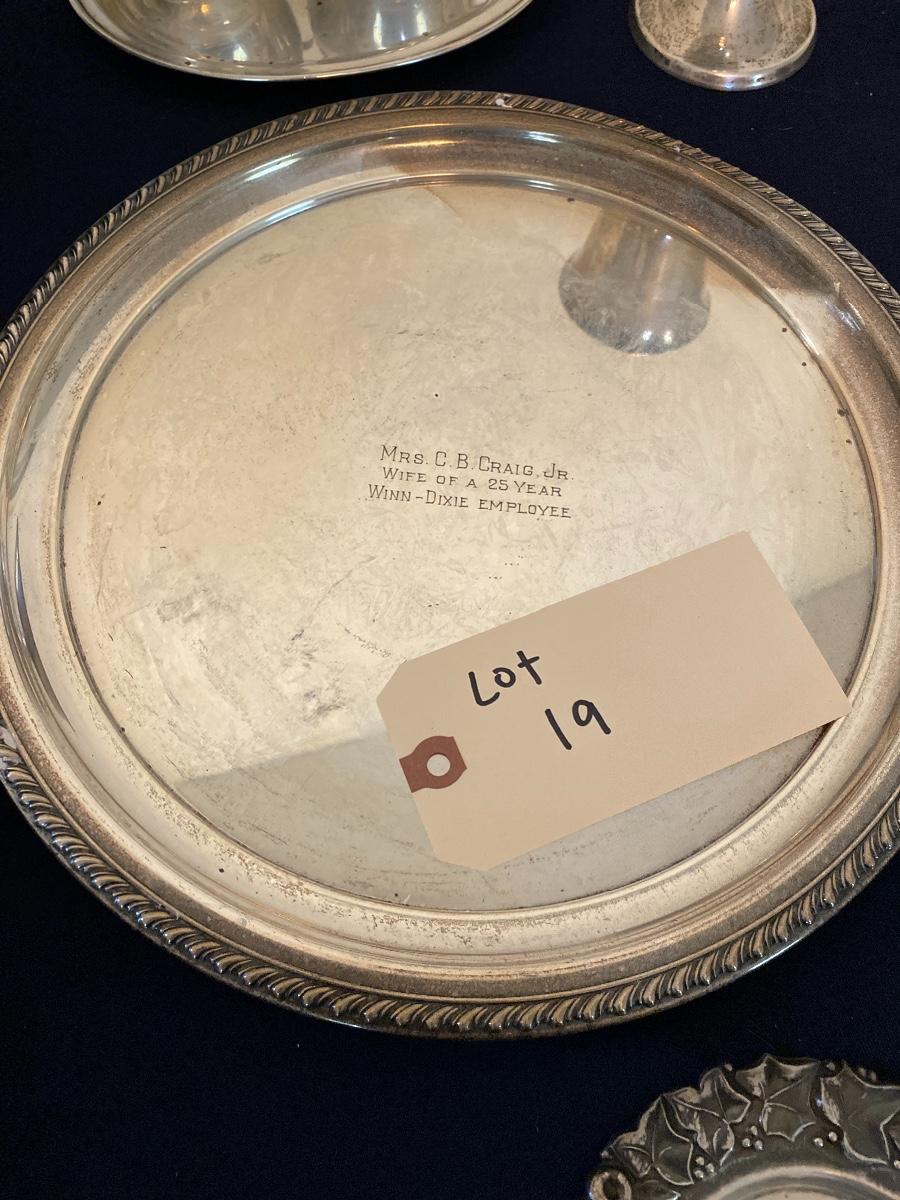 Mrs. C. B. Craig, Jr.
Wife of a 25 Year
Winn-Dixie employee
Lot
19